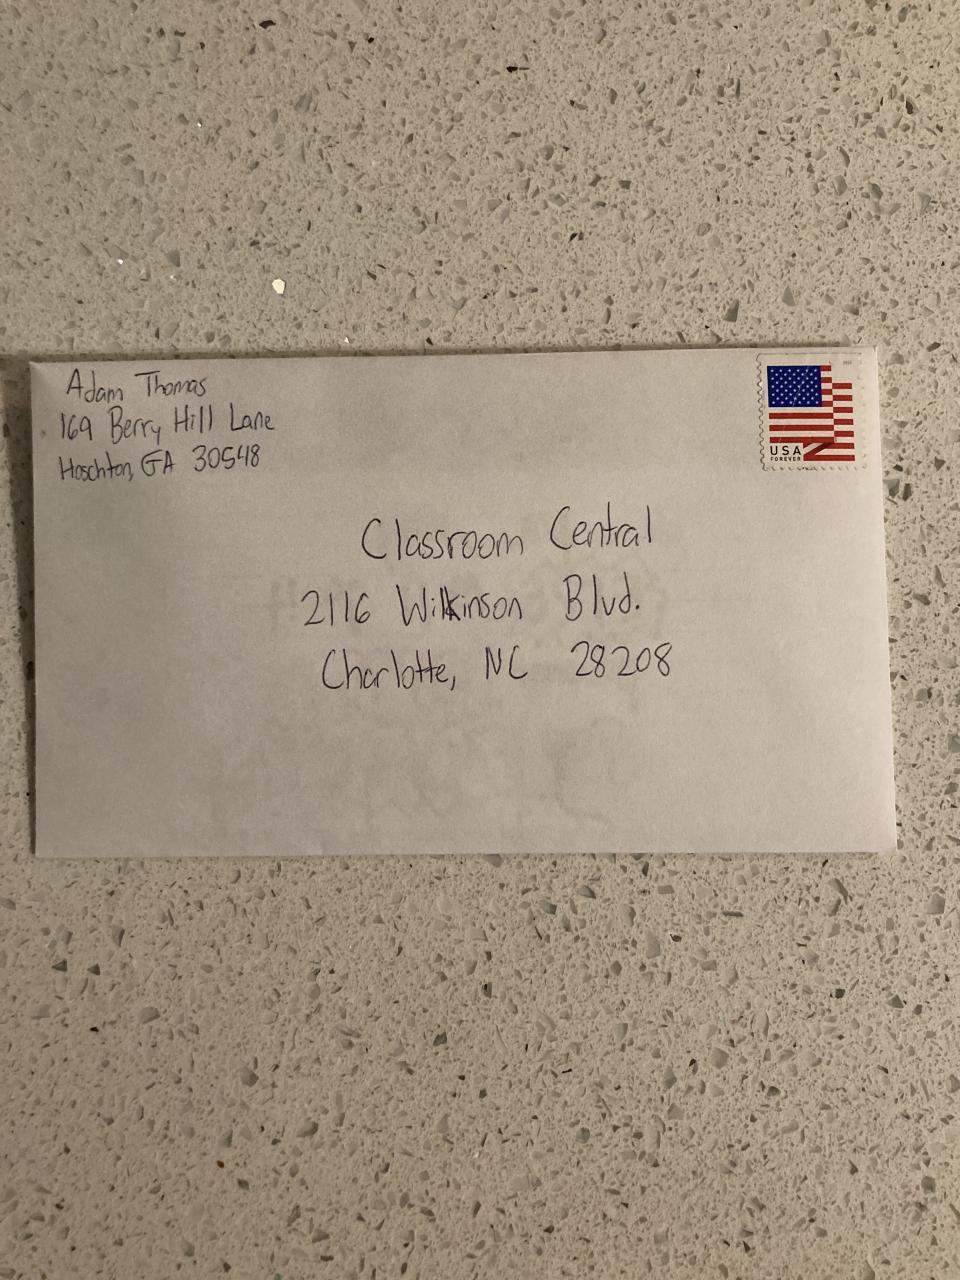 Adam Thomas
169 Berry Hill Lane
Hoschton, GA 30548
USA
FOREVER
Classroom Central
2116 Wilkinson Blvd.
Charlotte, NC 28208